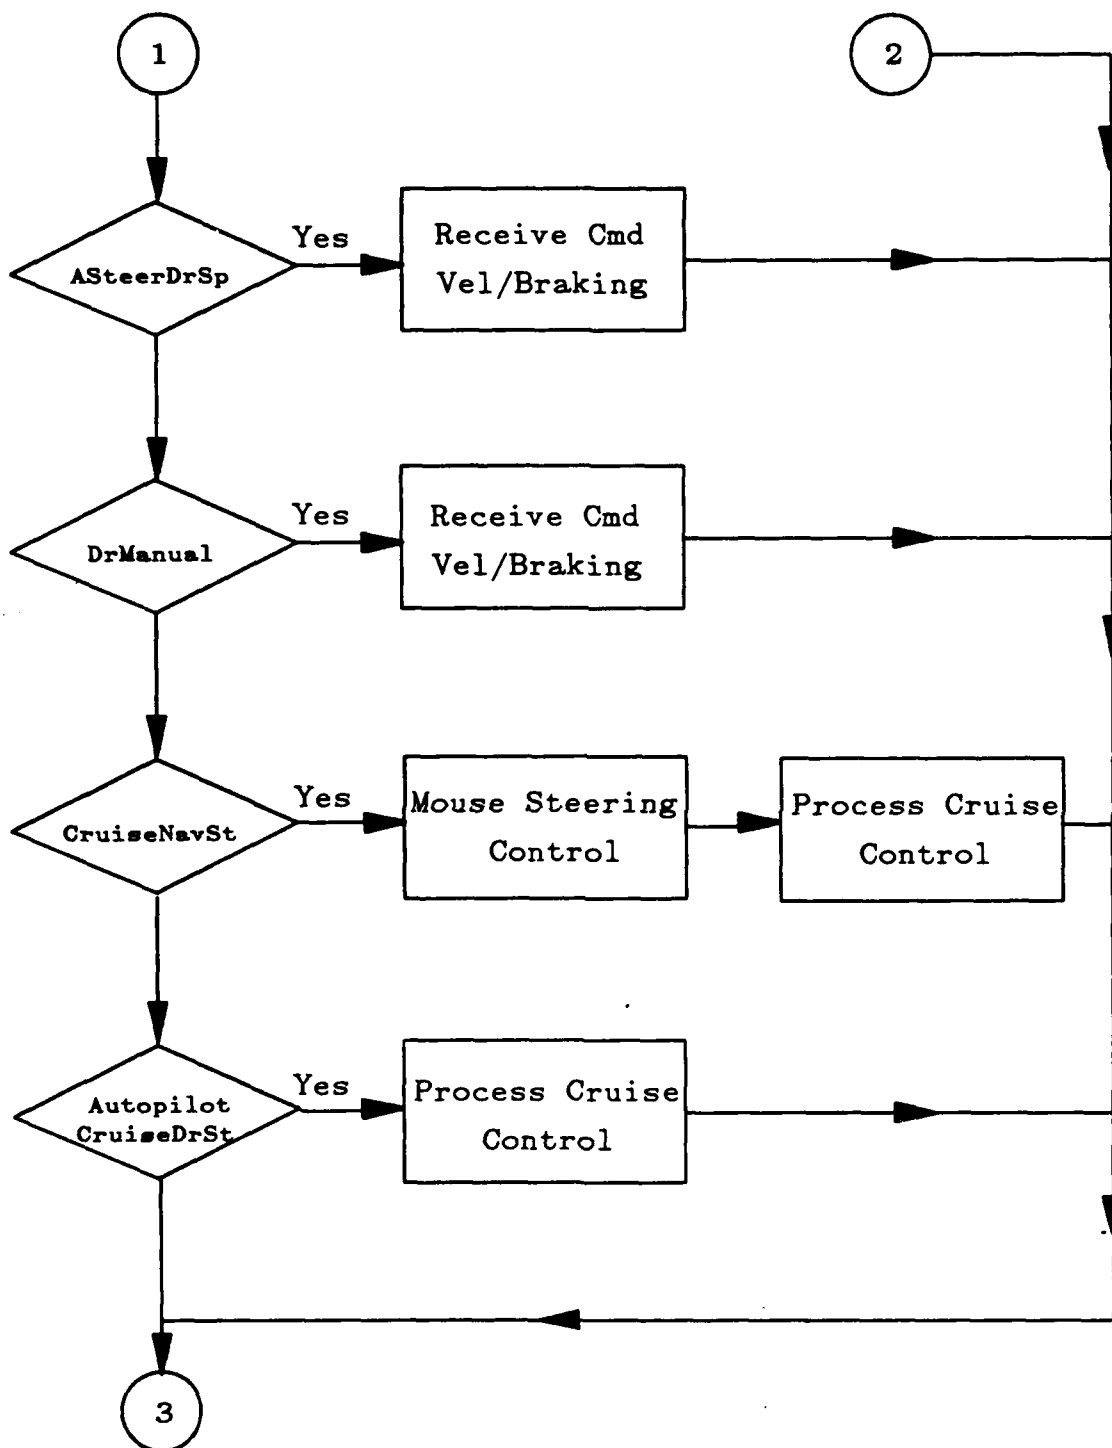 1
2
Yes
ASteerDrSp
Receive Cmd
Vel/Braking
Yes
DrManual
Receive Cmd
Vel/Braking
Yes
CruiseNavSt
Mouse Steering
Control
Process Cruise
Control
Yes
Autopilot
CruiseDrSt
Process Cruise
Control
3